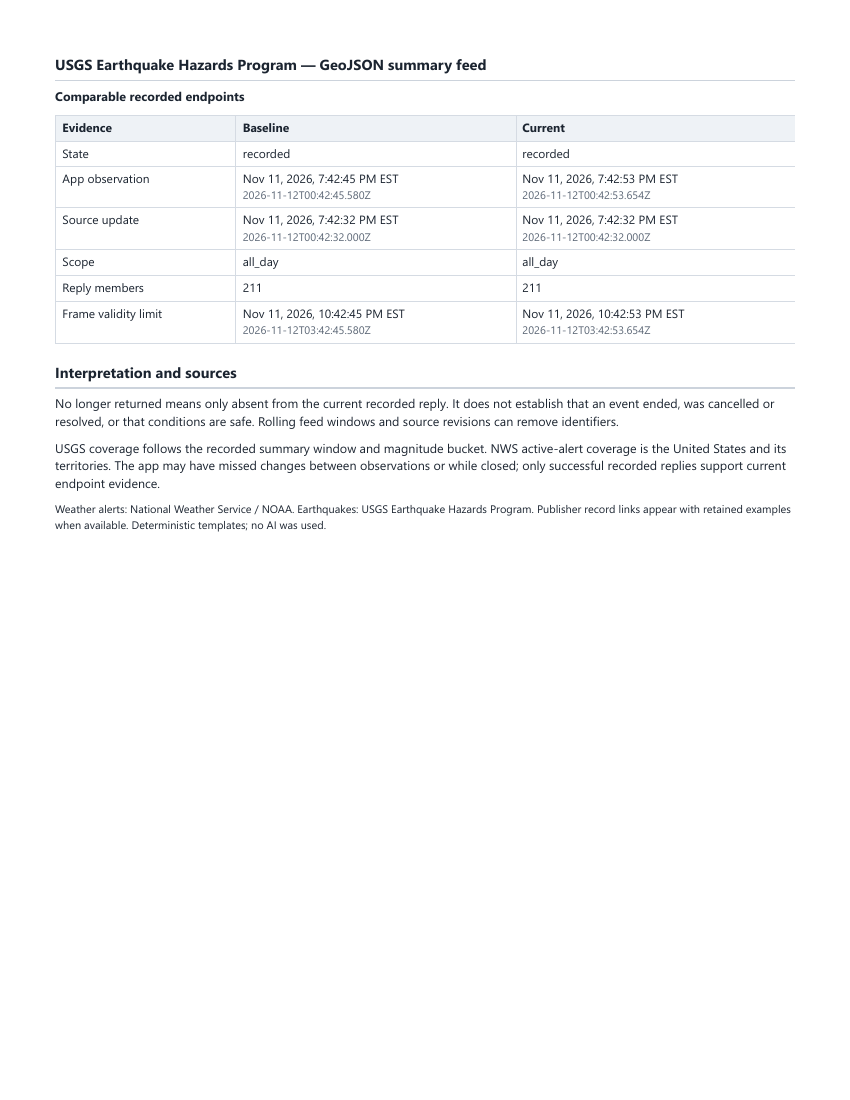 USGS Earthquake Hazards Program — GeoJSON summary feed
Comparable recorded endpoints
Evidence Baseline Current
State recorded recorded
App observation Nov 11, 2026, 7:42:45 PM EST Nov 11, 2026, 7:42:53 PM EST
2026-11-12T00:42:45.580Z 2026-11-12T00:42:53.654Z
Source update Nov 11, 2026, 7:42:32 PM EST Nov 11, 2026, 7:42:32 PM EST
2026-11-12T00:42:32.000Z 2026-11-12T00:42:32.000Z
Scope all_day all_day
Reply members 211 211
Frame validity limit Nov 11, 2026, 10:42:45 PM EST Nov 11, 2026, 10:42:53 PM EST
2026-11-12T03:42:45.580Z 2026-11-12T03:42:53.654Z
Interpretation and sources
No longer returned means only absent from the current recorded reply. It does not establish that an event ended, was cancelled or
resolved, or that conditions are safe. Rolling feed windows and source revisions can remove identifiers.
USGS coverage follows the recorded summary window and magnitude bucket. NWS active-alert coverage is the United States and its
territories. The app may have missed changes between observations or while closed; only successful recorded replies support current
endpoint evidence.
Weather alerts: National Weather Service / NOAA. Earthquakes: USGS Earthquake Hazards Program. Publisher record links appear with retained examples
when available. Deterministic templates; no AI was used.